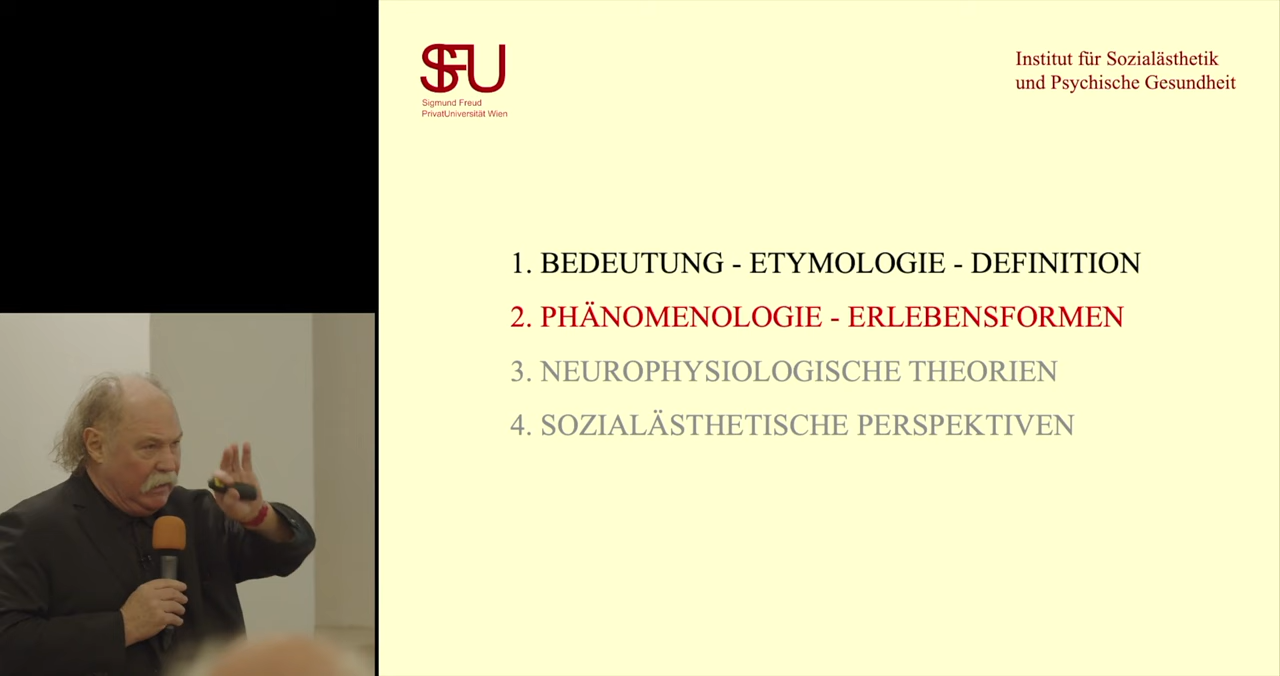 SFU
Sigmund Freud
PrivatUniversität Wien
Institut für Sozialästhetik
und Psychische Gesundheit
1. BEDEUTUNG - ETYMOLOGIE - DEFINITION
2. PHÄNOMENOLOGIE - ERLEBENSFORMEN
3. NEUROPHYSIOLOGISCHE THEORIEN
4. SOZIALÄSTHETISCHE PERSPEKTIVEN